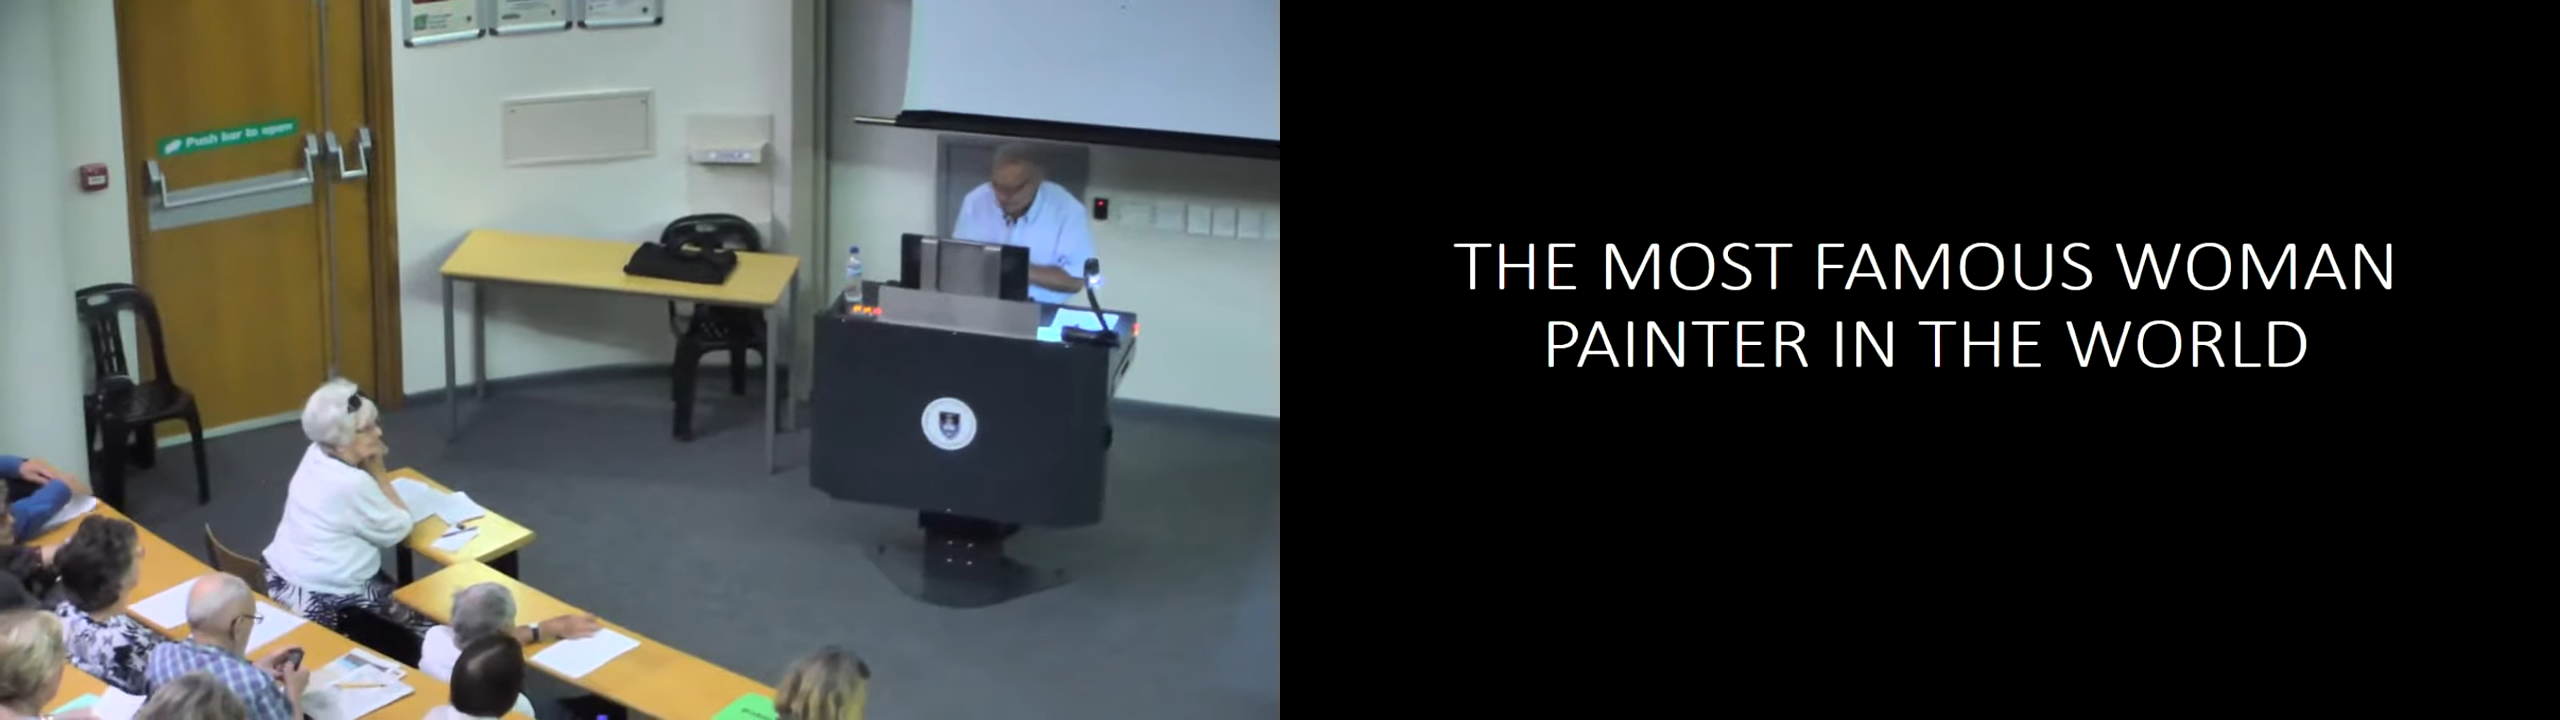 Push bar to open
THE MOST FAMOUS WOMAN
PAINTER IN THE WORLD